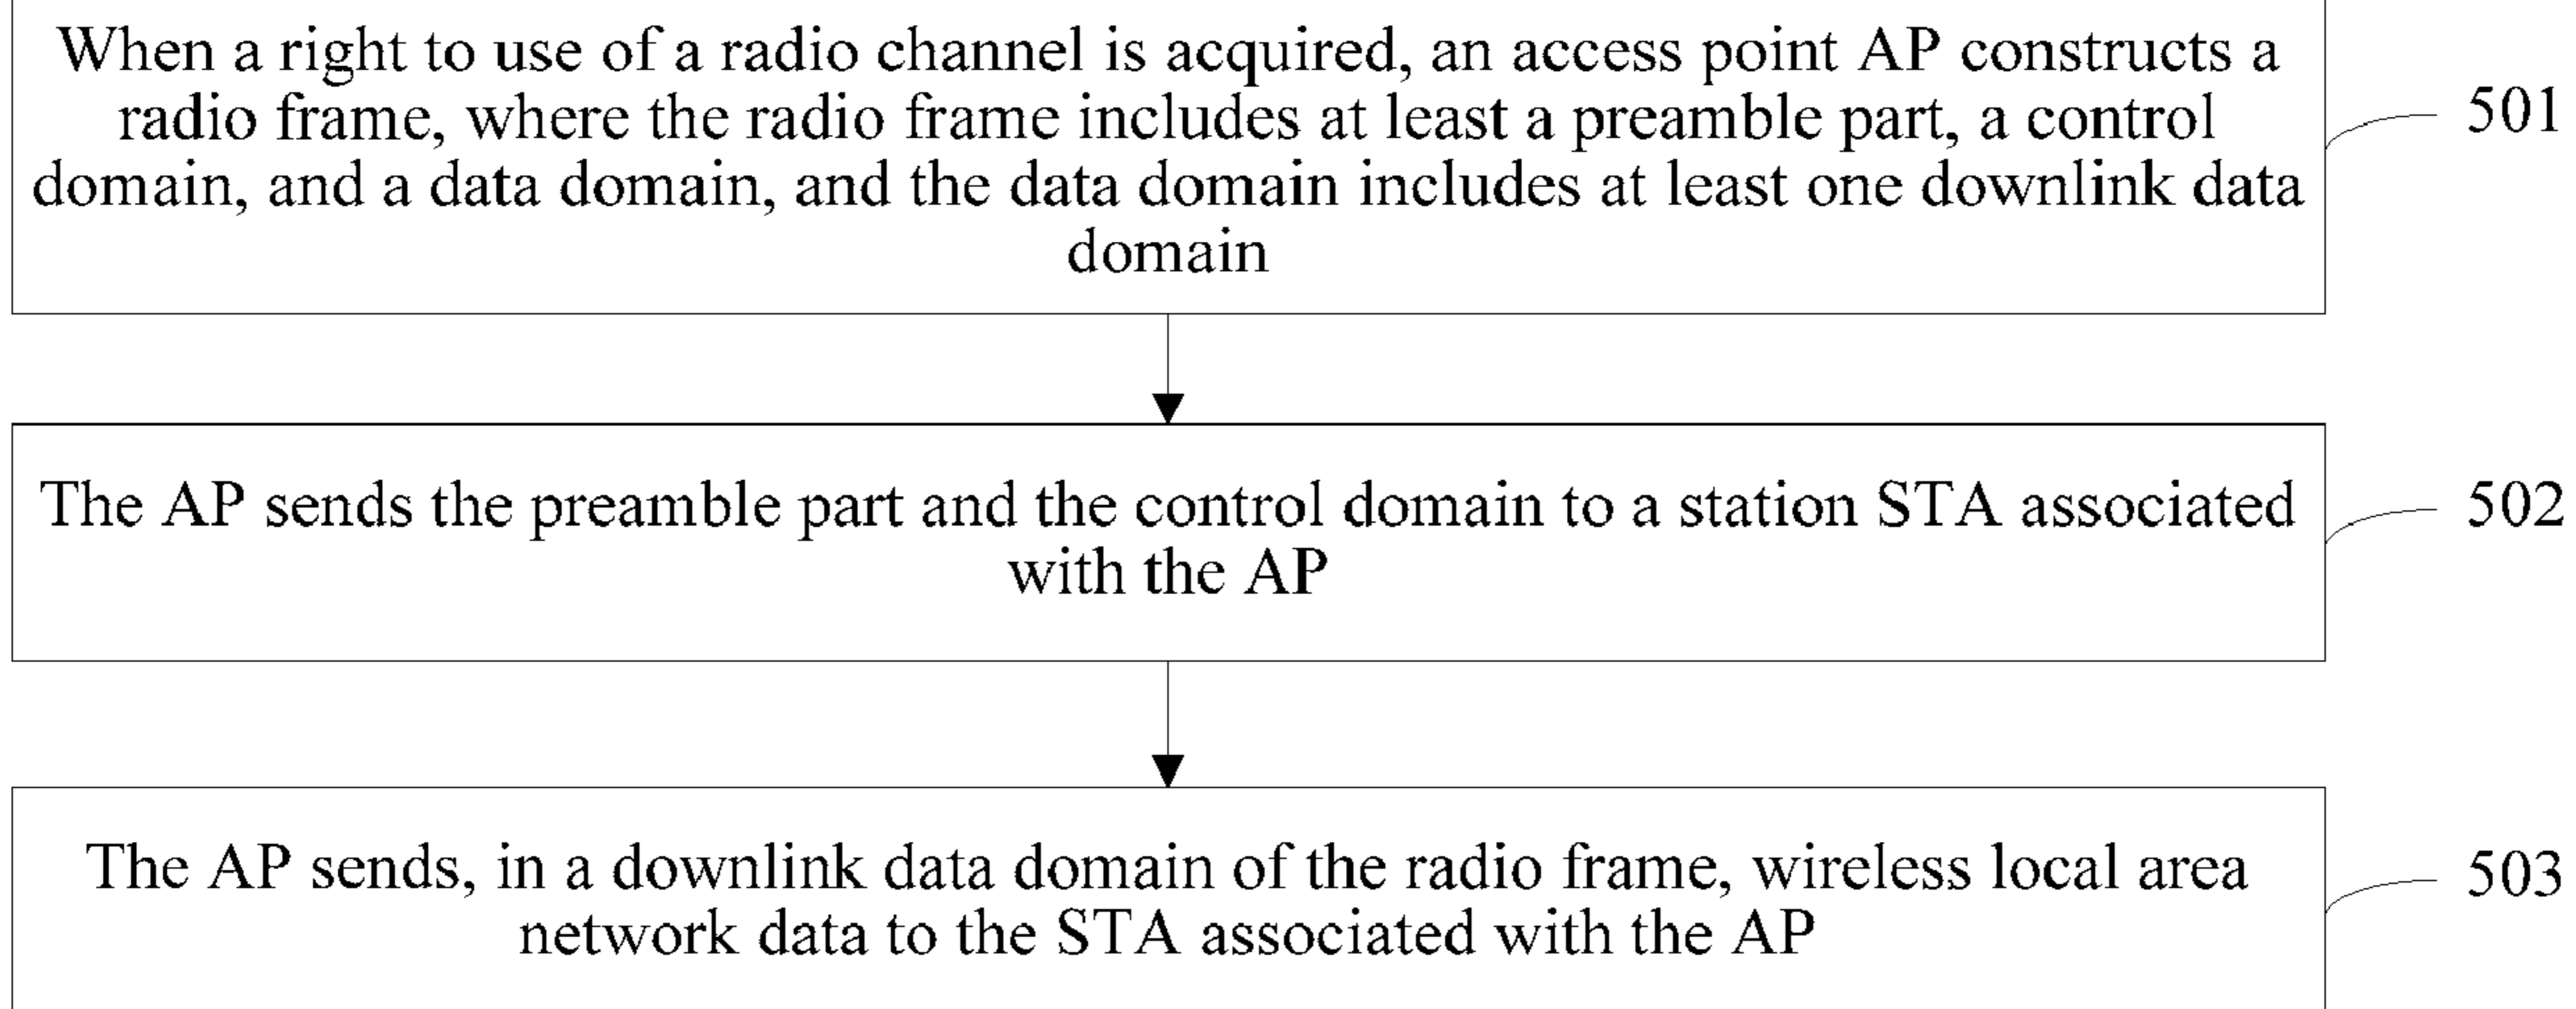 When a right to use of a radio channel is acquired, an access point AP constructs a
radio frame, where the radio frame includes at least a preamble part, a control
domain, and a data domain, and the data domain includes at least one downlink data
domain
501
The AP sends the preamble part and the control domain to a station STA associated
with the AP
502
The AP sends, in a downlink data domain of the radio frame, wireless local area
network data to the STA associated with the AP
503